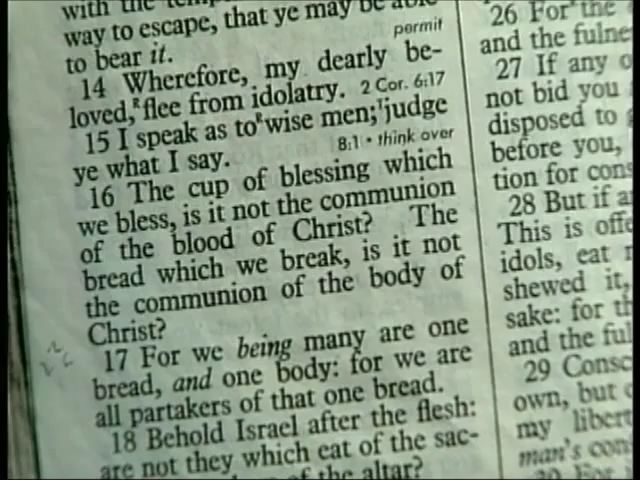 with the
way to escape, that ye may be able
permit
to bear it.
14 Wherefore, my dearly be-
loved, flee from idolatry. 2 Cor. 6:17
15 I speak as to wise men; judge
ye what I say. 8:1 • think over
16 The cup of blessing which
we bless, is it not the communion
of the blood of Christ? The
bread which we break, is it not
the communion of the body of
Christ?
17 For we being many are one
bread, and one body: for we are
all partakers of that one bread.
18 Behold Israel after the flesh:
are not they which eat of the sac-
of the altar?
26 For the
and the fulne
27 If any o
not bid you
disposed to
before you,
tion for cons
28 But if a
This is offe
idols, eat
shewed it,
sake: for th
and the ful
29 Consc
own, but
my libert
man's con
30 For